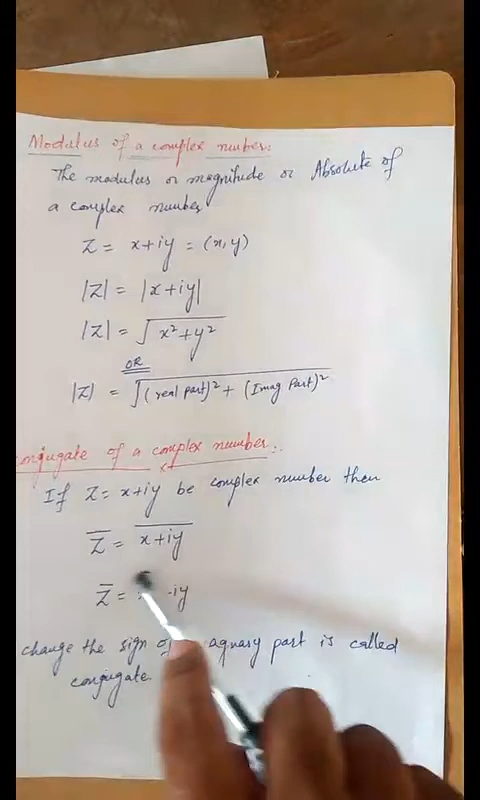 Modulus of a complex number:
The modulus or magnitude or Absolute of
a complex number
Z = x+iy = (x, y)
|Z| = |x+iy|
|Z| = √x²+y²
OR
|Z| = √(real part)² + (Imag Part)²
onjugate of a complex number:
If Z = x+iy be complex number then
Z̅ = x̅+̅i̅y̅
Z̅ = -iy
change the sign of part is called
conjugate.